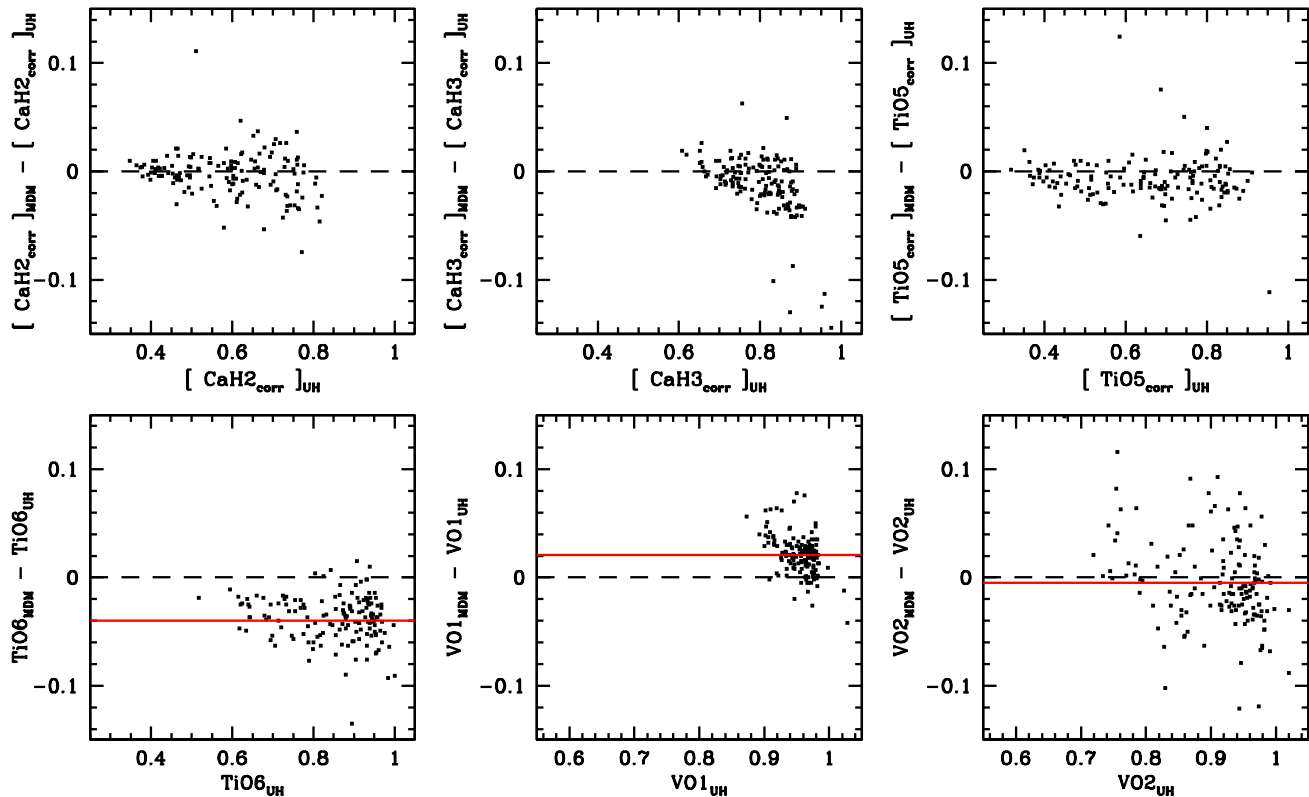 [ CaH2corr ]MDM − [ CaH2corr ]UH
0.1
0
−0.1
0.4 0.6 0.8 1
[ CaH2corr ]UH
[ CaH3corr ]MDM − [ CaH3corr ]UH
0.1
0
−0.1
0.4 0.6 0.8 1
[ CaH3corr ]UH
[ TiO5corr ]MDM − [ TiO5corr ]UH
0.1
0
−0.1
0.4 0.6 0.8 1
[ TiO5corr ]UH
TiO6MDM − TiO6UH
0.1
0
−0.1
0.4 0.6 0.8 1
TiO6UH
VO1MDM − VO1UH
0.1
0
−0.1
0.6 0.7 0.8 0.9 1
VO1UH
VO2MDM − VO2UH
0.1
0
−0.1
0.6 0.7 0.8 0.9 1
VO2UH